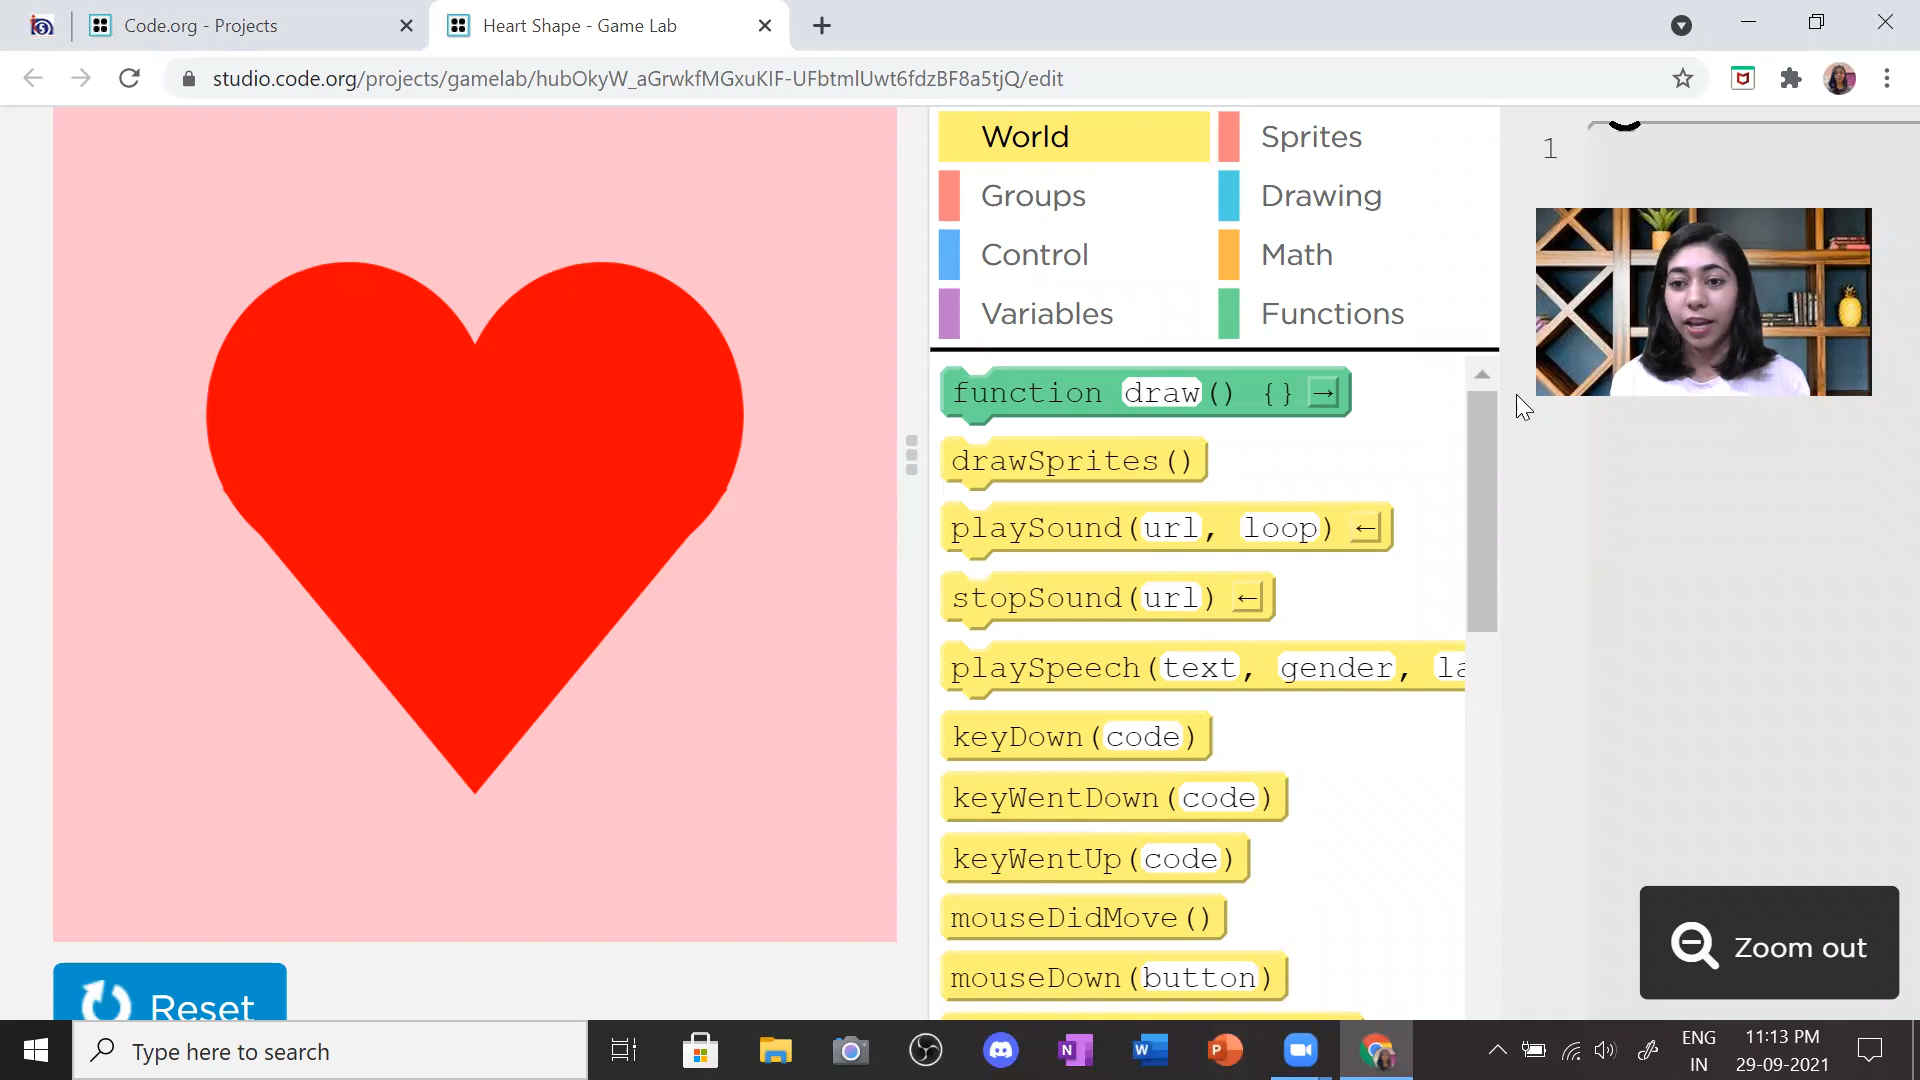 Code.org - Projects
Heart Shape - Game Lab
studio.code.org/projects/gamelab/hubOkyW_aGrwkfMGxuKIF-UFbtmlUwt6fdzBF8a5tjQ/edit
World
Sprites
Groups
Drawing
Control
Math
Variables
Functions
1
function draw() {} →
drawSprites()
playSound(url, loop) ←
stopSound(url) ←
playSpeech(text, gender, la
keyDown(code)
keyWentDown(code)
keyWentUp(code)
mouseDidMove()
mouseDown(button)
Zoom out
Reset
Type here to search
ENG
IN
11:13 PM
29-09-2021